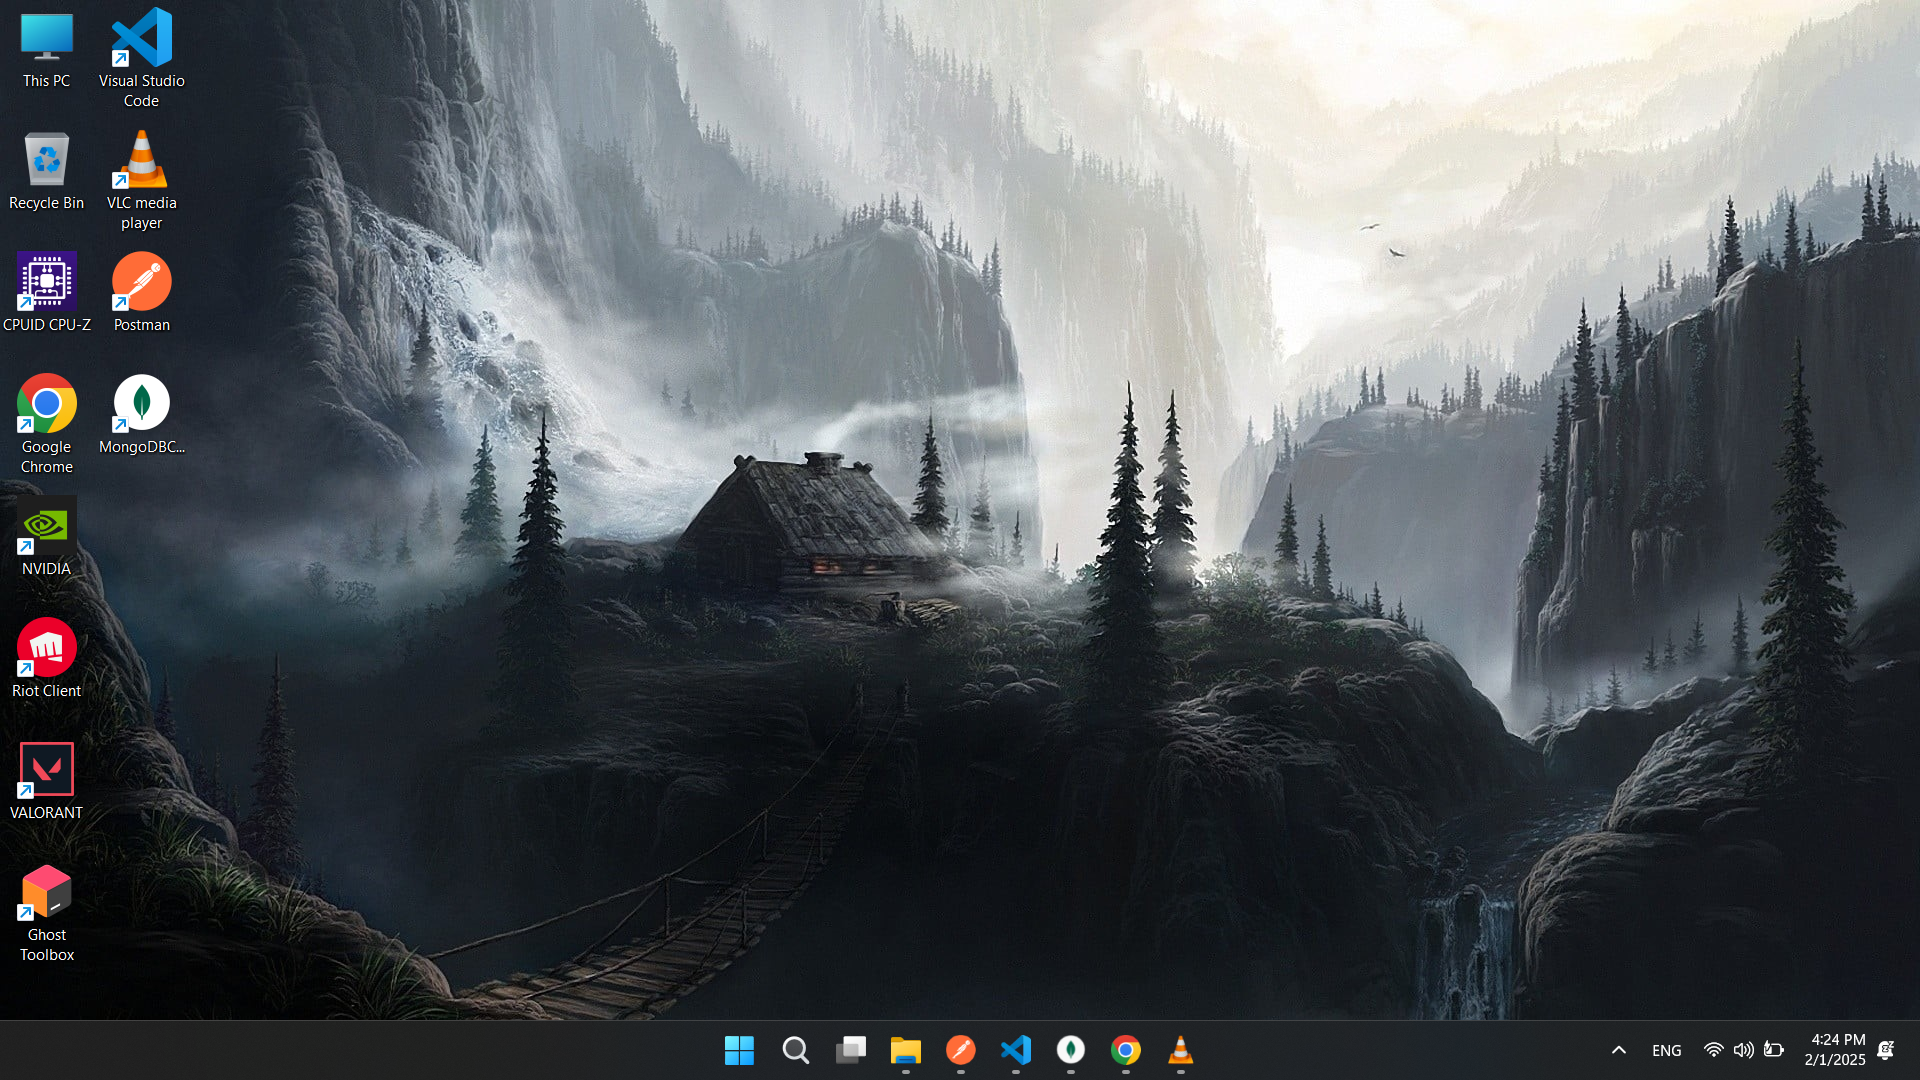 This PC
Visual Studio
Code
Recycle Bin
VLC media
player
CPUID CPU-Z
Postman
Google
Chrome
MongoDBC...
NVIDIA
Riot Client
VALORANT
Ghost
Toolbox
ENG
4:24 PM
2/1/2025